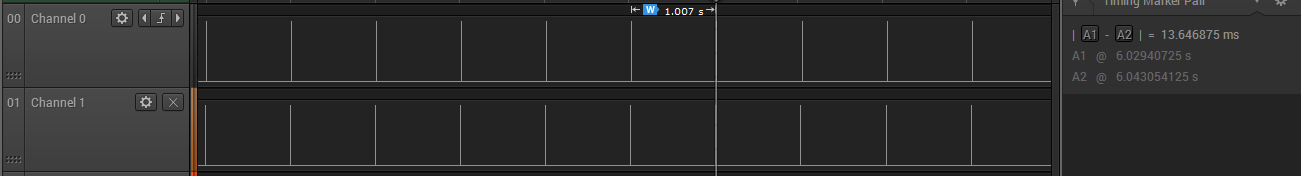 00 Channel 0
W 1.007 s
01 Channel 1
Timing Marker Pair
| A1 - A2 | = 13.646875 ms
A1 @ 6.02940725 s
A2 @ 6.043054125 s